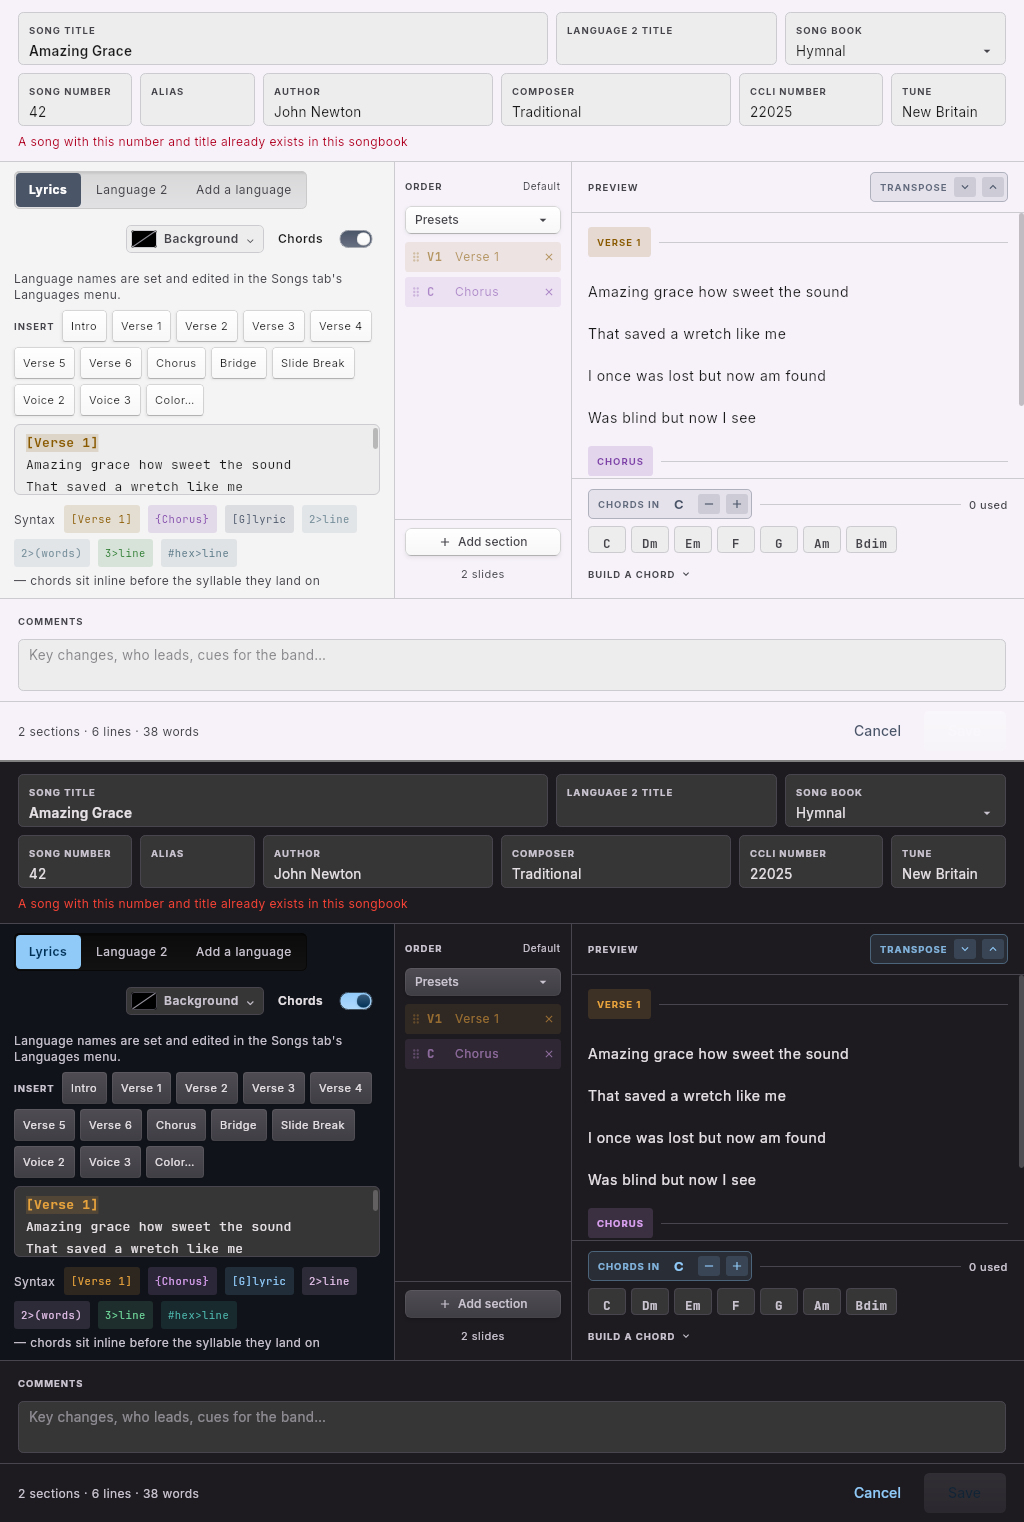 SONG TITLE
Amazing Grace
LANGUAGE 2 TITLE
SONG BOOK
Hymnal
SONG NUMBER
42
ALIAS
AUTHOR
John Newton
COMPOSER
Traditional
CCLI NUMBER
22025
TUNE
New Britain
A song with this number and title already exists in this songbook
Lyrics Language 2 Add a language
Background Chords
Language names are set and edited in the Songs tab's
Languages menu.
INSERT Intro Verse 1 Verse 2 Verse 3 Verse 4
Verse 5 Verse 6 Chorus Bridge Slide Break
Voice 2 Voice 3 Color...
[Verse 1]
Amazing grace how sweet the sound
That saved a wretch like me
Syntax [Verse 1] {Chorus} [G]lyric 2>line
2>(words) 3>line #hex>line
— chords sit inline before the syllable they land on
ORDER Default
Presets
V1 Verse 1 ×
C Chorus ×
+ Add section
2 slides
PREVIEW
TRANSPOSE
VERSE 1
Amazing grace how sweet the sound
That saved a wretch like me
I once was lost but now am found
Was blind but now I see
CHORUS
CHORDS IN C − + 0 used
C Dm Em F G Am Bdim
BUILD A CHORD
COMMENTS
Key changes, who leads, cues for the band...
2 sections · 6 lines · 38 words
Cancel
SONG TITLE
Amazing Grace
LANGUAGE 2 TITLE
SONG BOOK
Hymnal
SONG NUMBER
42
ALIAS
AUTHOR
John Newton
COMPOSER
Traditional
CCLI NUMBER
22025
TUNE
New Britain
A song with this number and title already exists in this songbook
Lyrics Language 2 Add a language
Background Chords
Language names are set and edited in the Songs tab's
Languages menu.
INSERT Intro Verse 1 Verse 2 Verse 3 Verse 4
Verse 5 Verse 6 Chorus Bridge Slide Break
Voice 2 Voice 3 Color...
[Verse 1]
Amazing grace how sweet the sound
That saved a wretch like me
Syntax [Verse 1] {Chorus} [G]lyric 2>line
2>(words) 3>line #hex>line
— chords sit inline before the syllable they land on
ORDER Default
Presets
V1 Verse 1 ×
C Chorus ×
+ Add section
2 slides
PREVIEW
TRANSPOSE
VERSE 1
Amazing grace how sweet the sound
That saved a wretch like me
I once was lost but now am found
Was blind but now I see
CHORUS
CHORDS IN C − + 0 used
C Dm Em F G Am Bdim
BUILD A CHORD
COMMENTS
Key changes, who leads, cues for the band...
2 sections · 6 lines · 38 words
Cancel Save